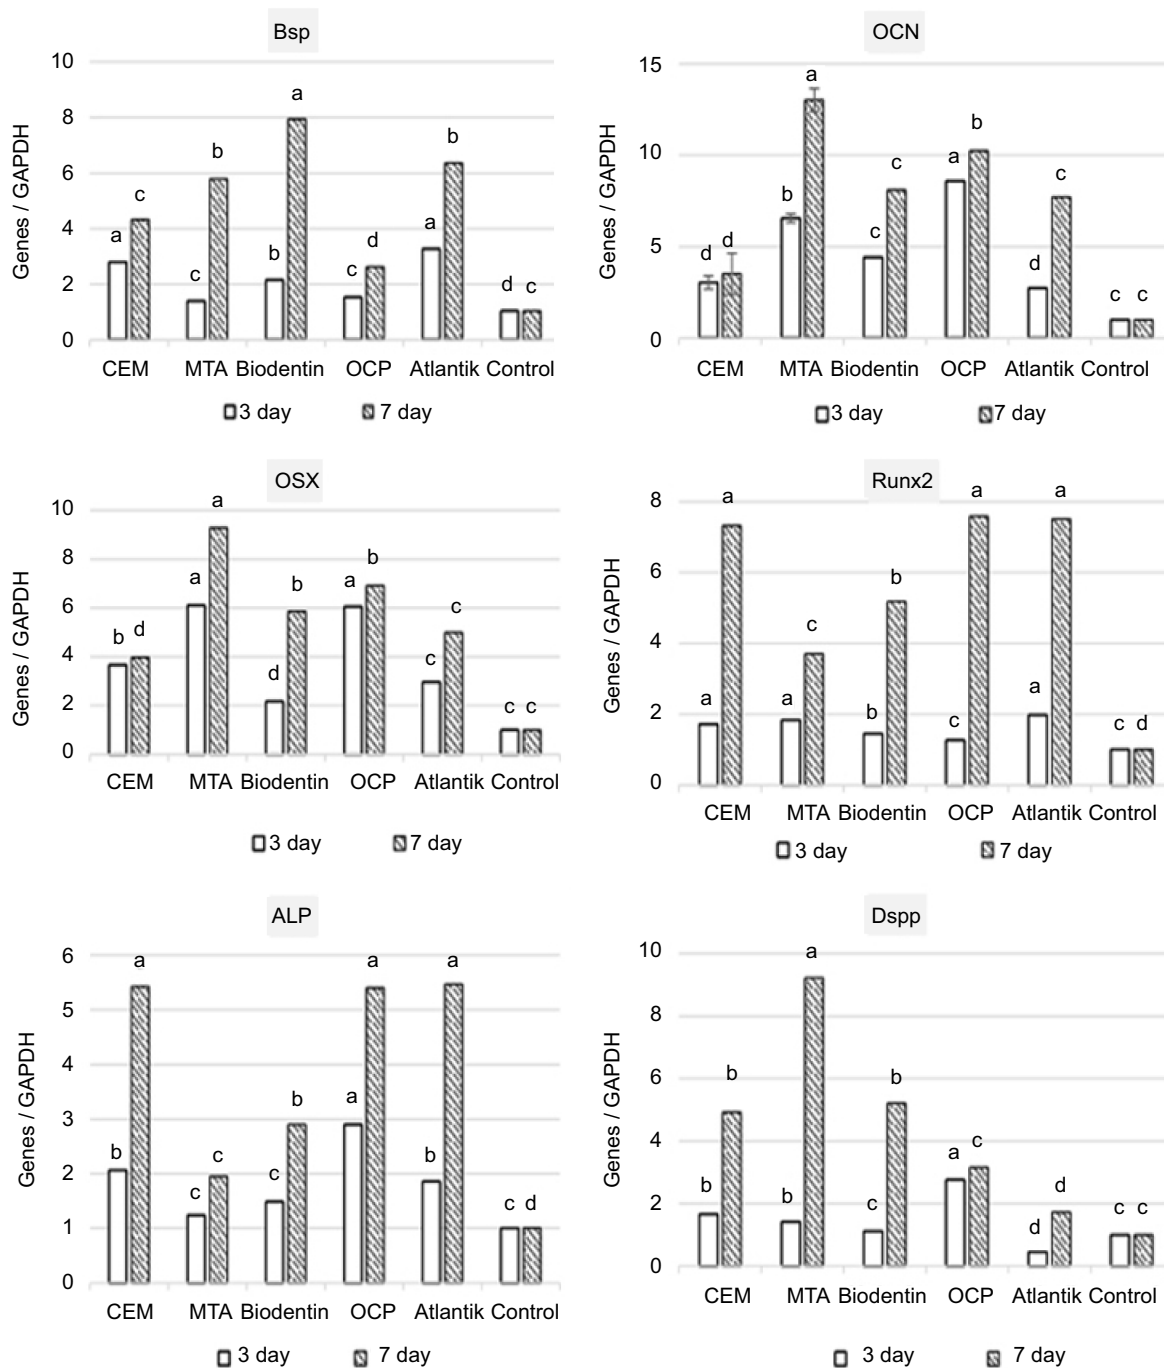 Bsp
10
8
6
4
2
0
Genes / GAPDH
a c c b b a c d a b d c
CEM MTA Biodentin OCP Atlantik Control
3 day 7 day
OCN
15
10
5
0
Genes / GAPDH
d d b a c c a b d c c c
CEM MTA Biodentin OCP Atlantik Control
3 day 7 day
OSX
10
8
6
4
2
0
Genes / GAPDH
b d a a d b a b c c c c
CEM MTA Biodentin OCP Atlantik Control
3 day 7 day
Runx2
8
6
4
2
0
Genes / GAPDH
a a a c b b c a a a c d
CEM MTA Biodentin OCP Atlantik Control
3 day 7 day
ALP
6
5
4
3
2
1
0
Genes / GAPDH
b a c c c b a a b a c d
CEM MTA Biodentin OCP Atlantik Control
3 day 7 day
Dspp
10
8
6
4
2
0
Genes / GAPDH
b b b a c b a c d d c c
CEM MTA Biodentin OCP Atlantik Control
3 day 7 day